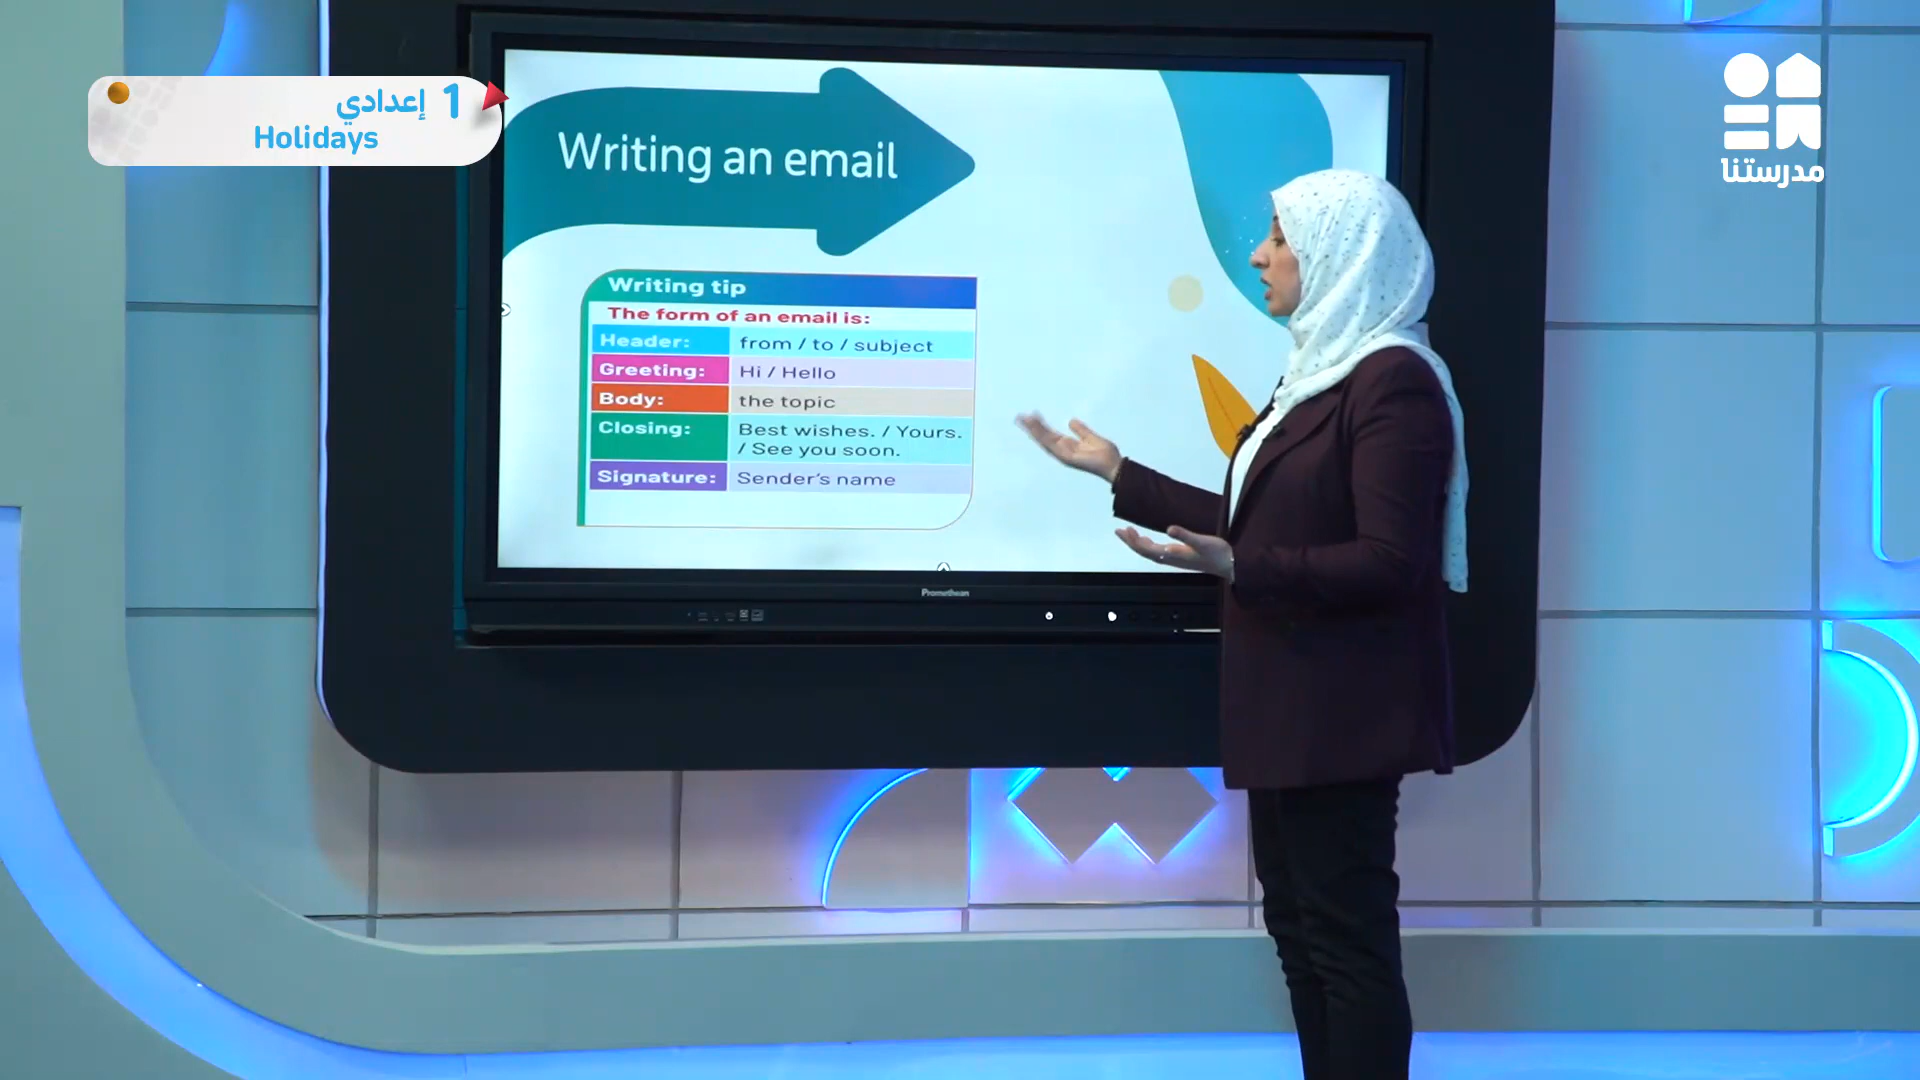 1 إعدادي
Holidays
مدرستنا
Writing an email
Writing tip
The form of an email is:
Header: from / to / subject
Greeting: Hi / Hello
Body: the topic
Closing: Best wishes. / Yours.
/ See you soon.
Signature: Sender's name
Promethean